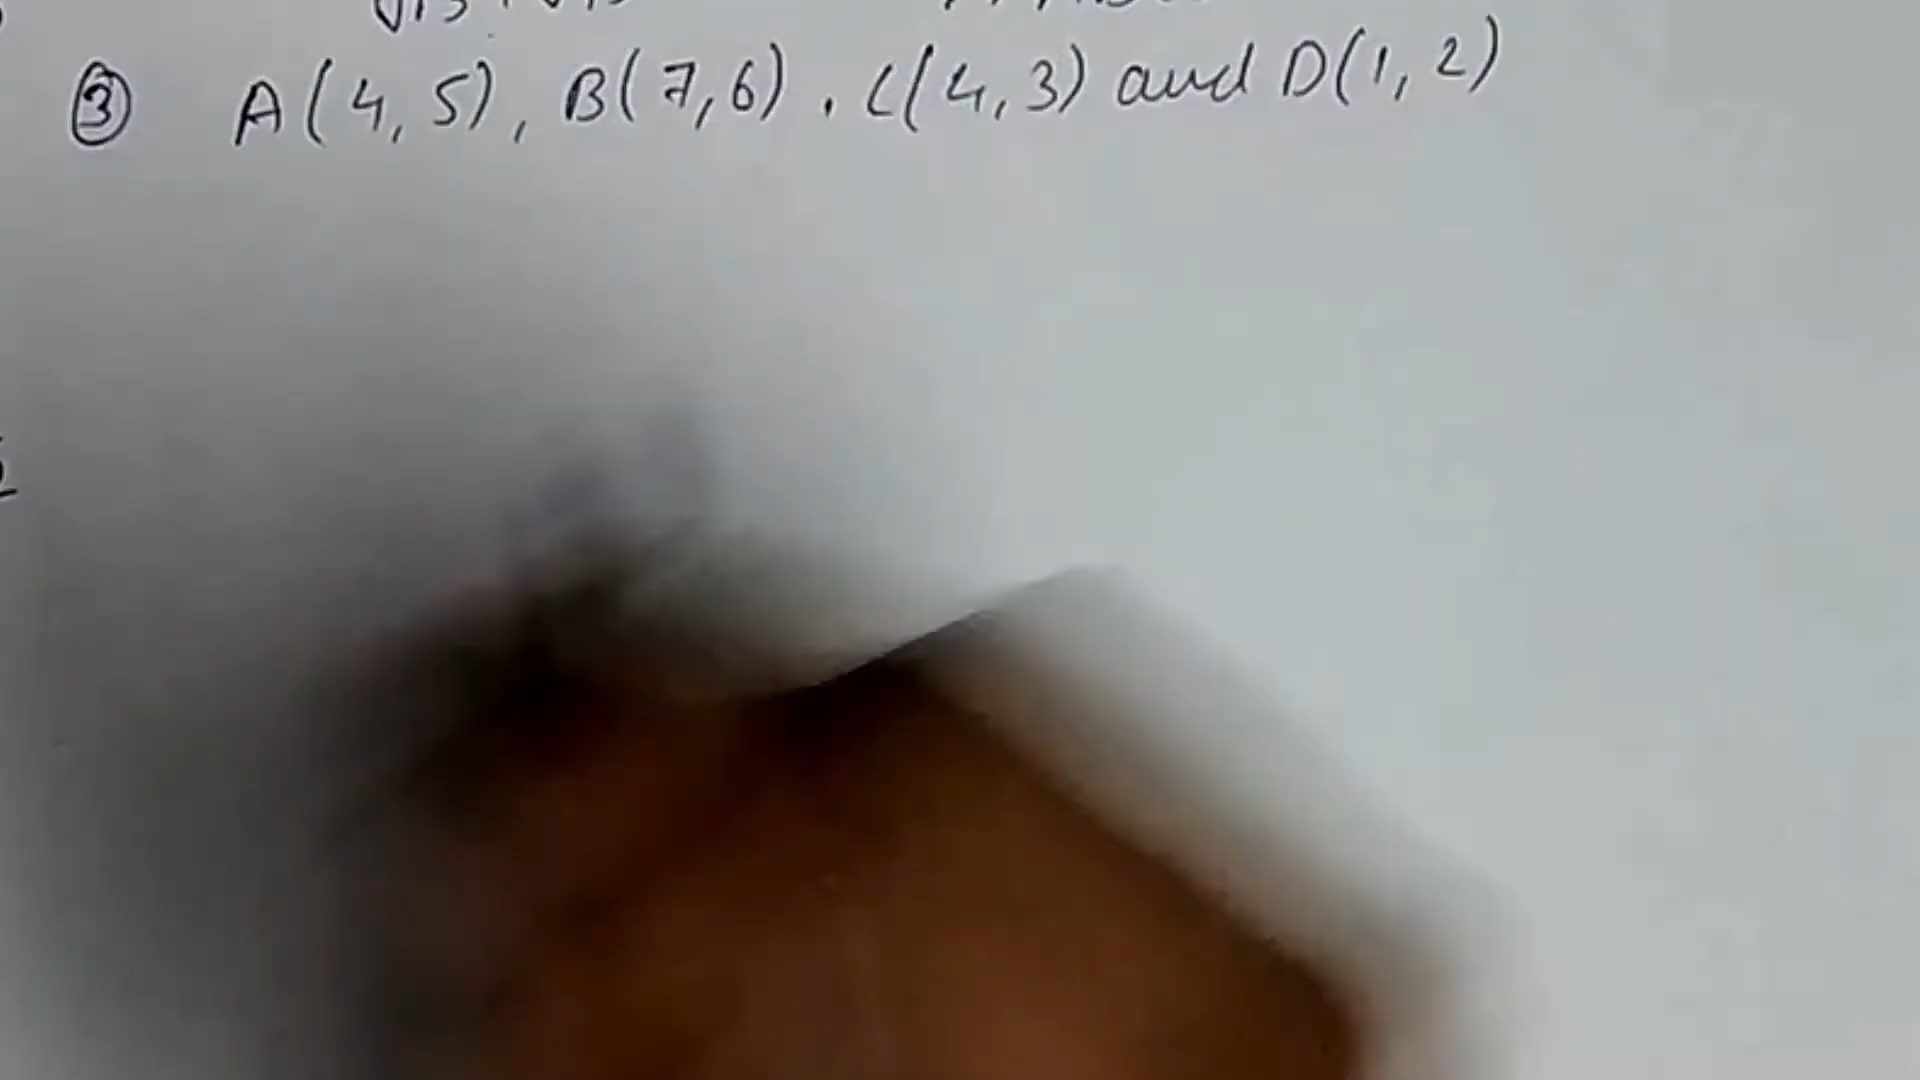 ③ A(4,5), B(7,6). C(4,3) and D(1,2)